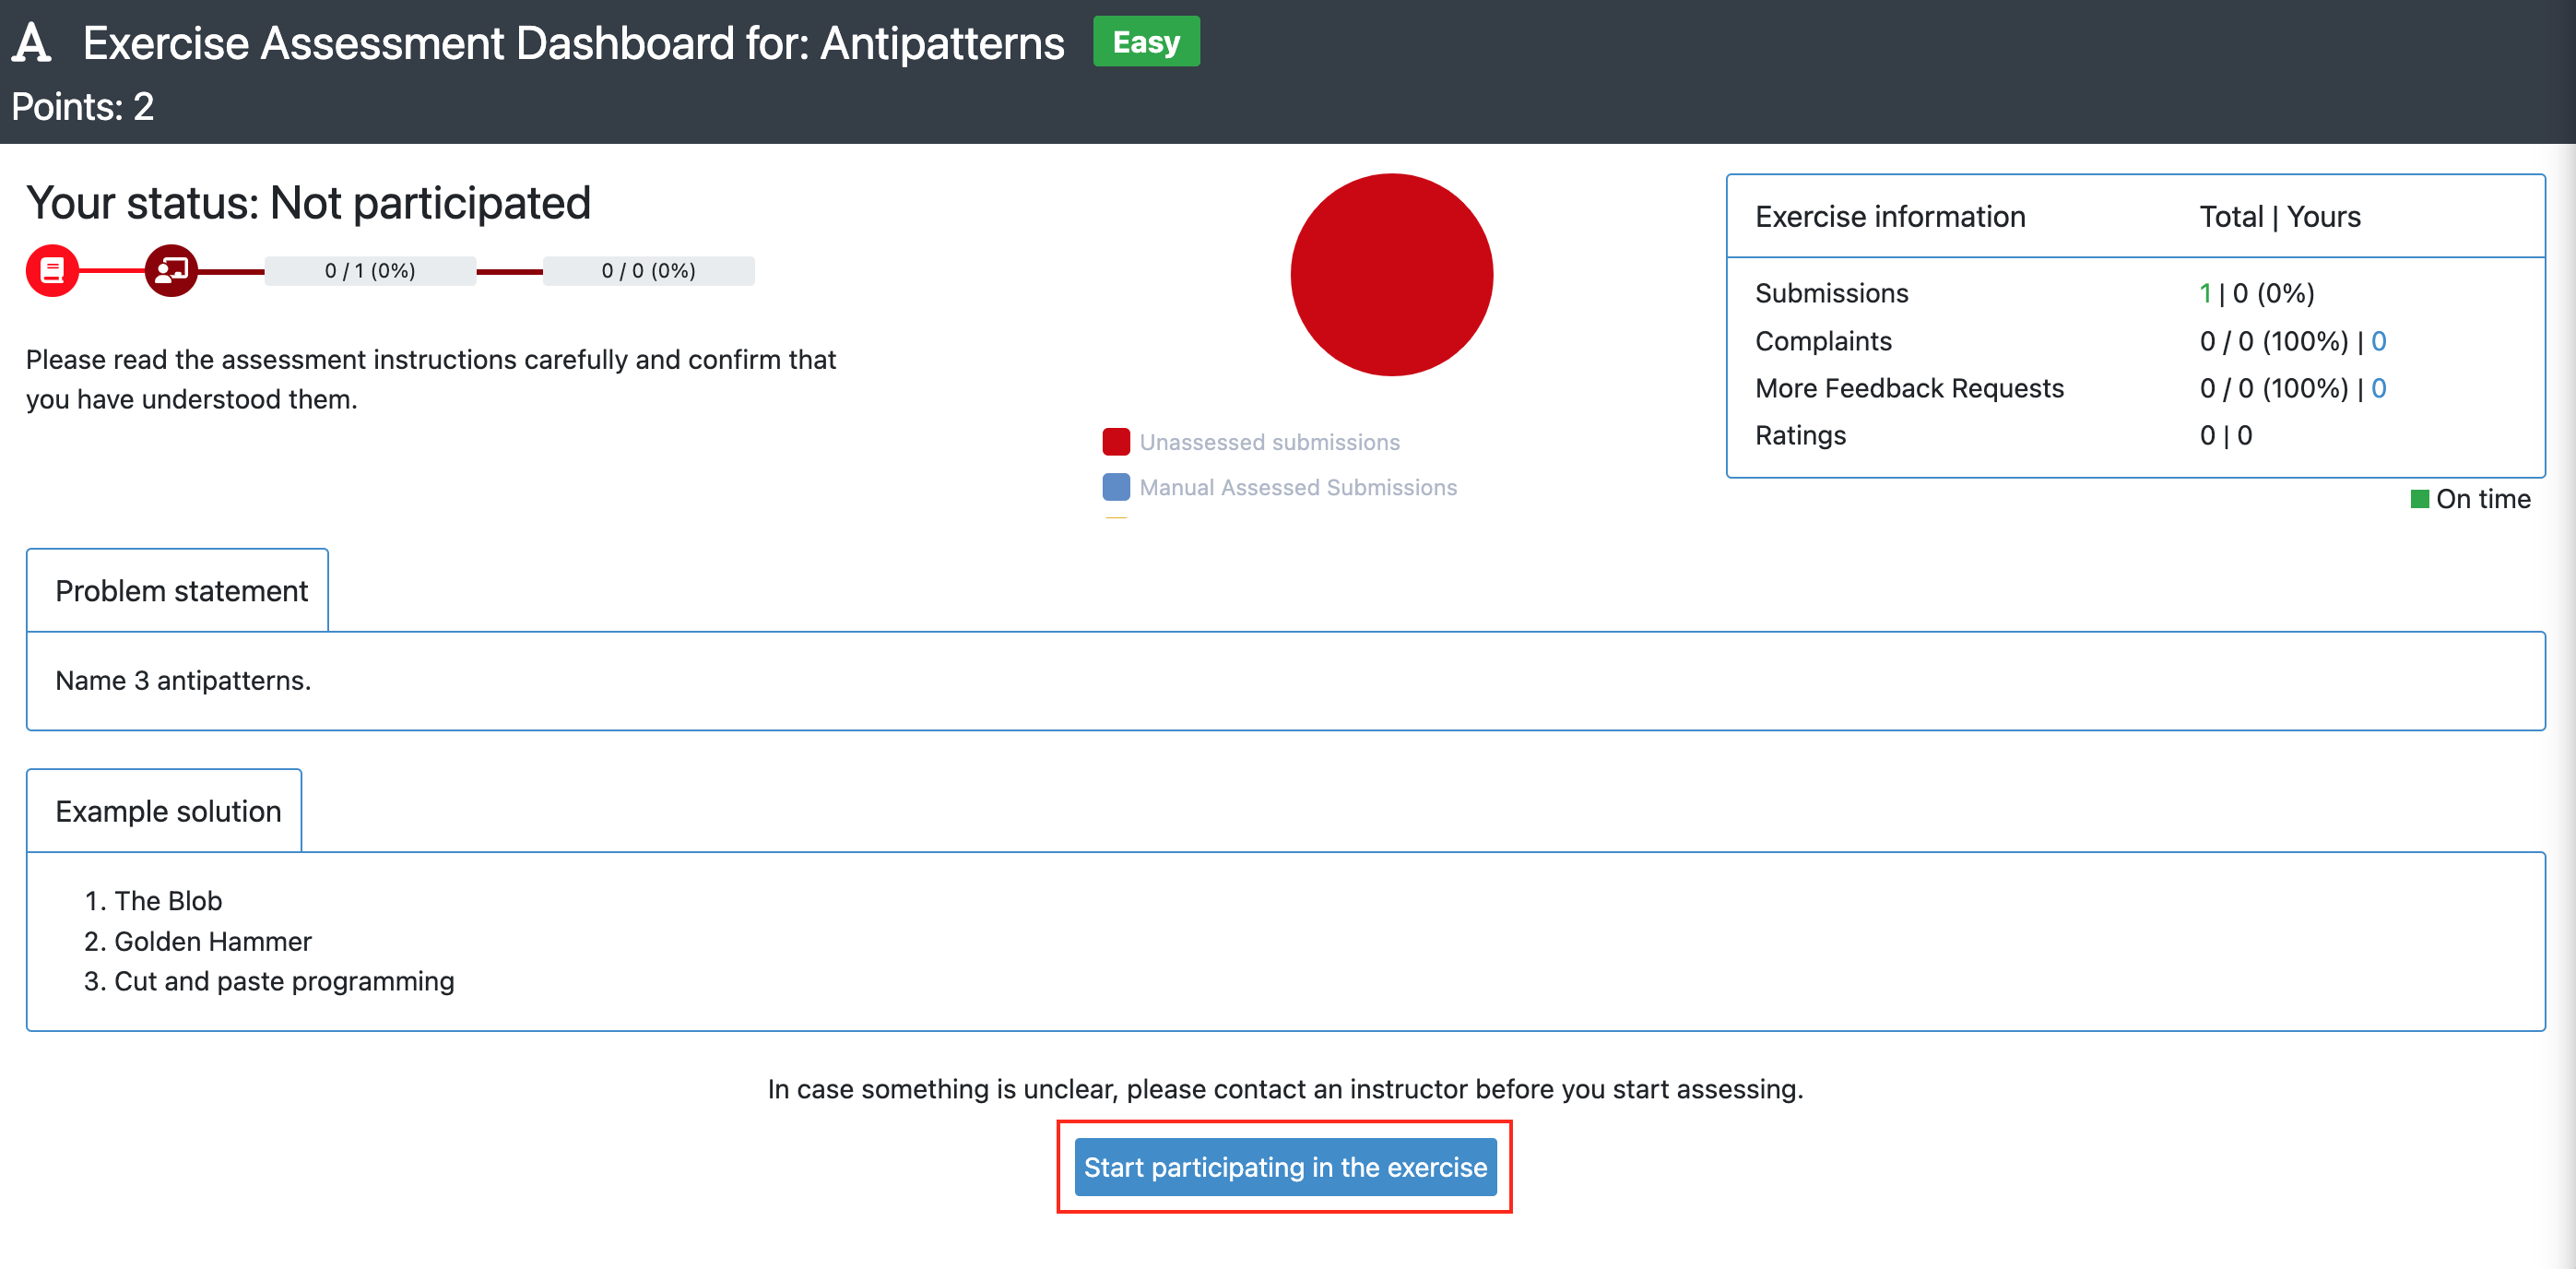 Exercise Assessment Dashboard for: Antipatterns Easy
Points: 2
Your status: Not participated
0 / 1 (0%) 0 / 0 (0%)
Please read the assessment instructions carefully and confirm that
you have understood them.
Unassessed submissions
Manual Assessed Submissions
Exercise information Total | Yours
Submissions 1 | 0 (0%)
Complaints 0 / 0 (100%) | 0
More Feedback Requests 0 / 0 (100%) | 0
Ratings 0 | 0
On time
Problem statement
Name 3 antipatterns.
Example solution
1. The Blob
2. Golden Hammer
3. Cut and paste programming
In case something is unclear, please contact an instructor before you start assessing.
Start participating in the exercise